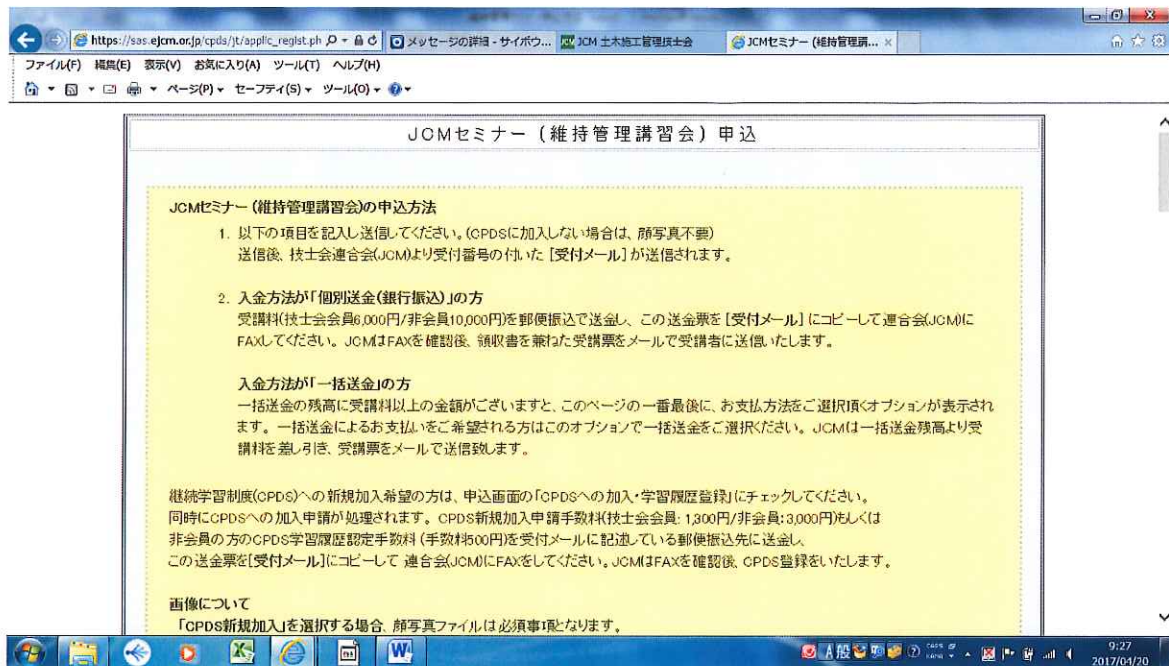 https://sas.ejcm.or.jp/cpds/jt/applic_regist.ph
メッセージの詳細 - サイボウ...
JCM 土木施工管理技士会
JCMセミナー (維持管理講... ×
ファイル(F) 編集(E) 表示(V) お気に入り(A) ツール(T) ヘルプ(H)
ページ(P) セーフティ(S) ツール(O)
JCMセミナー (維持管理講習会) 申込
JCMセミナー (維持管理講習会)の申込方法
1. 以下の項目を記入し送信してください。(CPDSに加入しない場合は、顔写真不要)
送信後、技士会連合会(JCM)より受付番号の付いた [受付メール] が送信されます。
2. 入金方法が「個別送金(銀行振込)」の方
受講料(技士会会員6,000円/非会員10,000円)を郵便振込で送金し、この送金票を [受付メール] にコピーして連合会(JCM)に
FAXしてください。JCMはFAXを確認後、領収書を兼ねた受講票をメールで受講者に送信いたします。
入金方法が「一括送金」の方
一括送金の残高に受講料以上の金額がございますと、このページの一番最後に、お支払方法をご選択頂くオプションが表示され
ます。一括送金によるお支払いをご希望される方はこのオプションで一括送金をご選択ください。JCMは一括送金残高より受
講料を差し引き、受講票をメールで送信致します。
継続学習制度(CPDS)への新規加入希望の方は、申込画面の「CPDSへの加入・学習履歴登録」にチェックしてください。
同時にCPDSへの加入申請が処理されます。CPDS新規加入申請手数料(技士会会員: 1,300円/非会員:3,000円)もしくは
非会員の方のCPDS学習履歴認定手数料 (手数料500円)を受付メールに記述している郵便振込先に送金し、
この送金票を[受付メール]にコピーして 連合会(JCM)にFAXをしてください。JCMはFAXを確認後、CPDS登録をいたします。
画像について
「CPDS新規加入」を選択する場合、顔写真ファイルは必須事項となります。
A 般
CAPS
KANA
9:27
2017/04/20